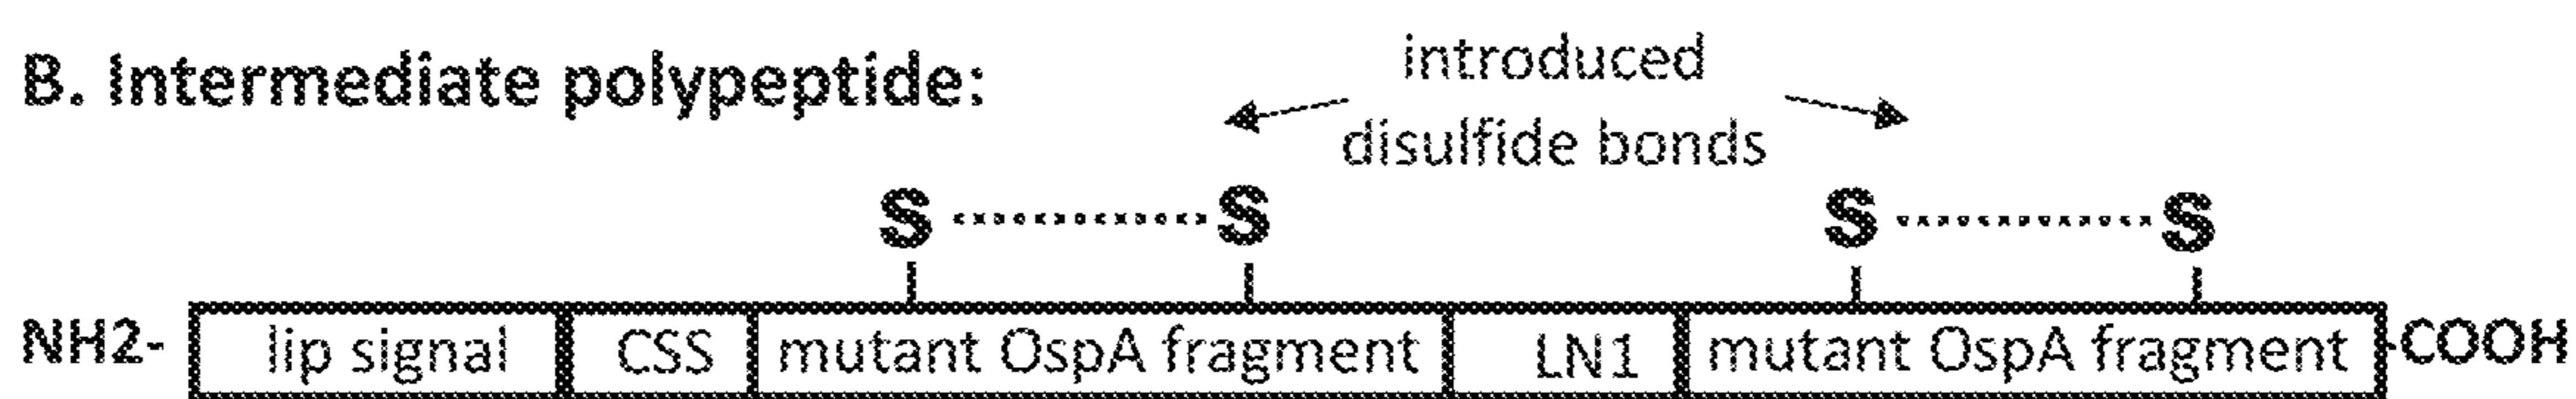 introduced
B. Intermediate polypeptide:
disulfide bonds
S S S S
NH2- lip signal CSS mutant OspA fragment LN1 mutant OspA fragment -COOH